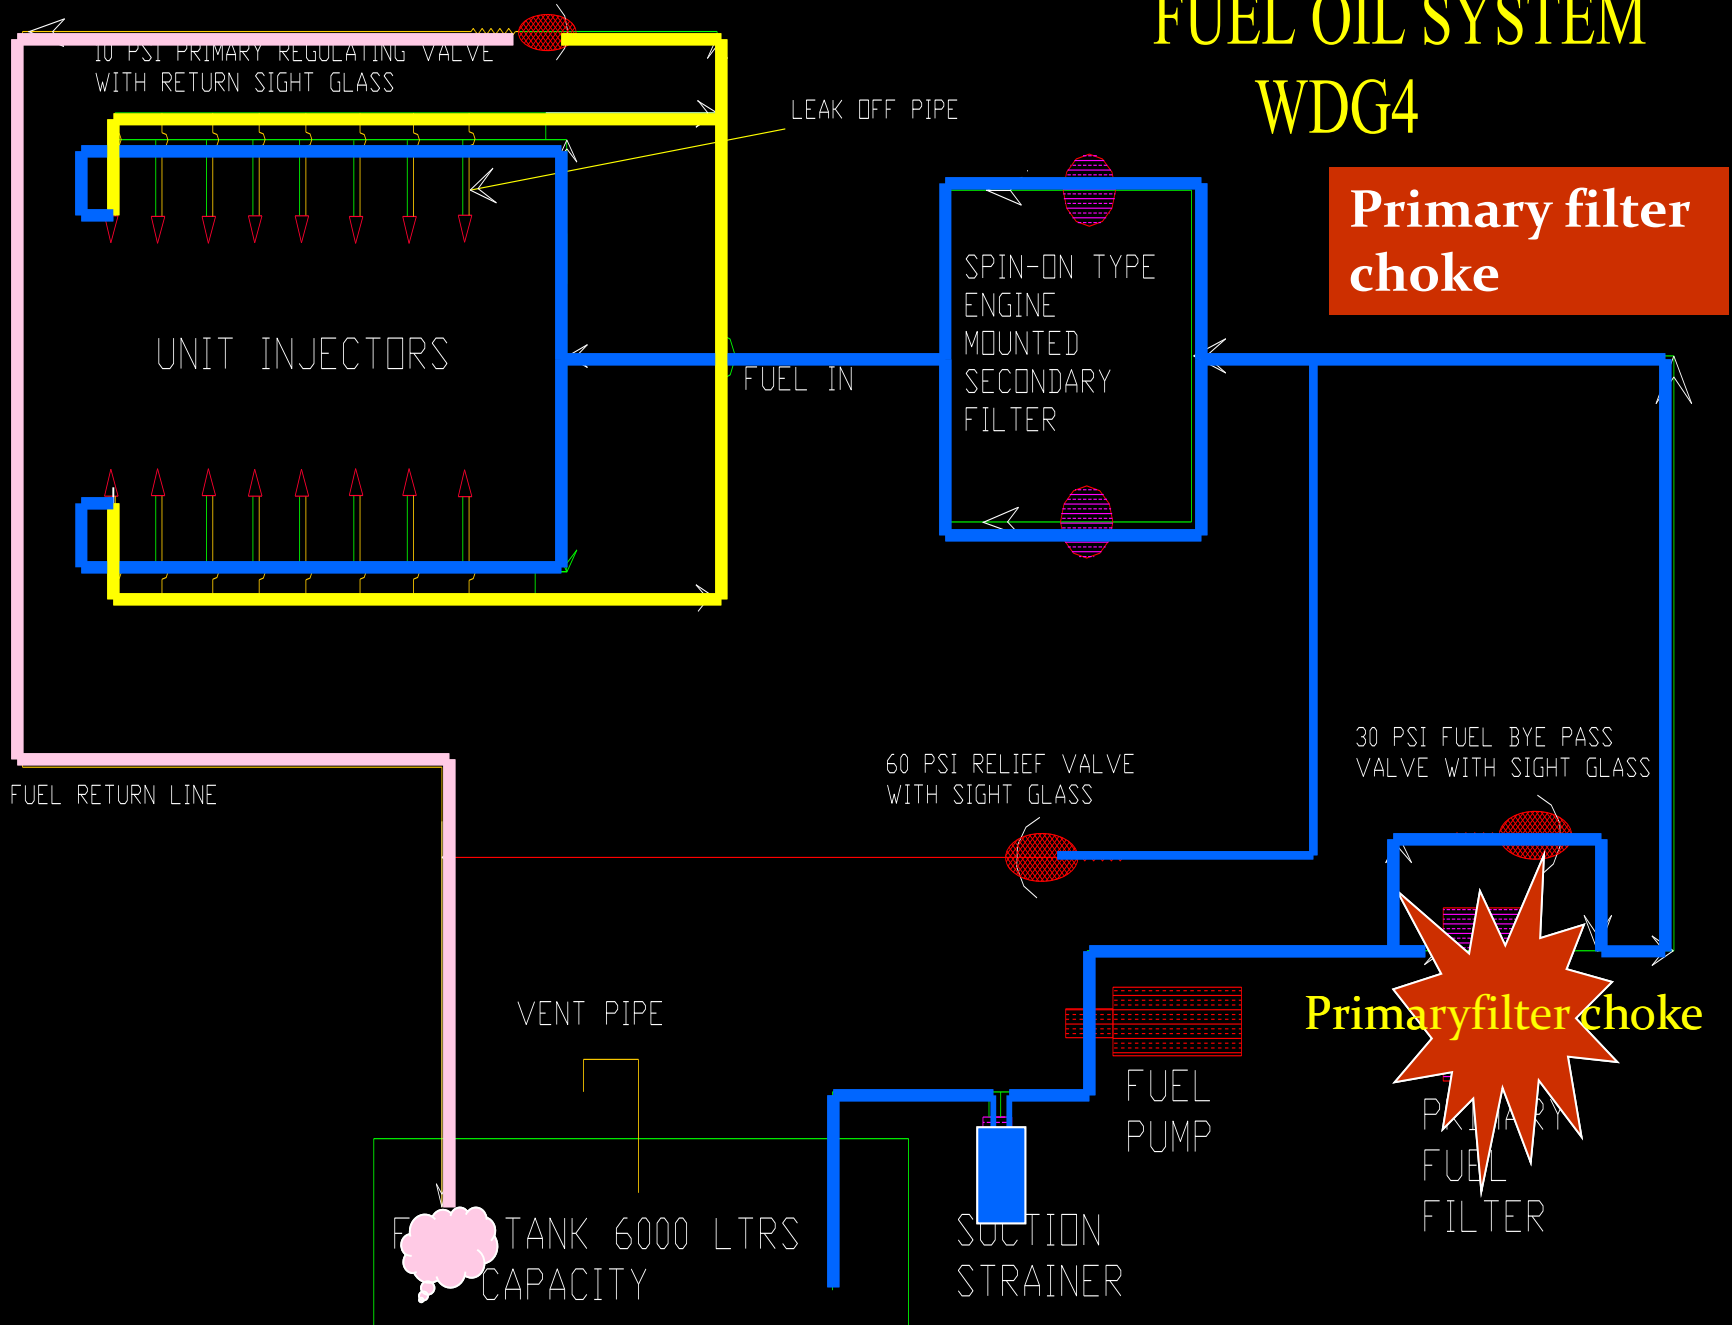 FUEL OIL SYSTEM
WDG4
10 PSI PRIMARY REGULATING VALVE
WITH RETURN SIGHT GLASS
LEAK OFF PIPE
Primary filter
choke
SPIN-ON TYPE
ENGINE
MOUNTED
SECONDARY
FILTER
UNIT INJECTORS
FUEL IN
30 PSI FUEL BYE PASS
VALVE WITH SIGHT GLASS
60 PSI RELIEF VALVE
WITH SIGHT GLASS
FUEL RETURN LINE
VENT PIPE
Primaryfilter choke
FUEL
PUMP
PRIMARY
FUEL
FILTER
TANK 6000 LTRS
CAPACITY
SUCTION
STRAINER